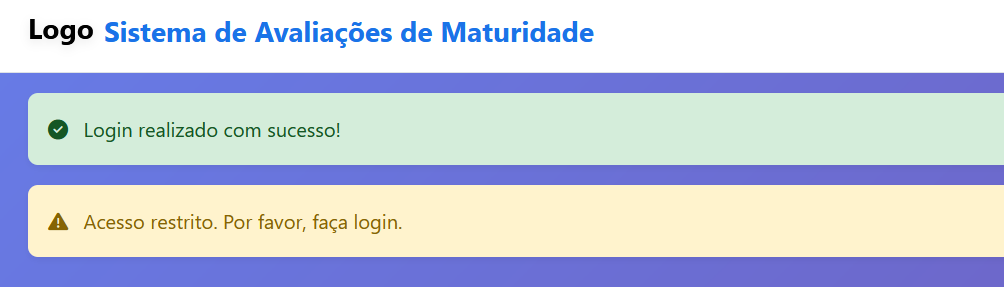 Logo Sistema de Avaliações de Maturidade
Login realizado com sucesso!
Acesso restrito. Por favor, faça login.